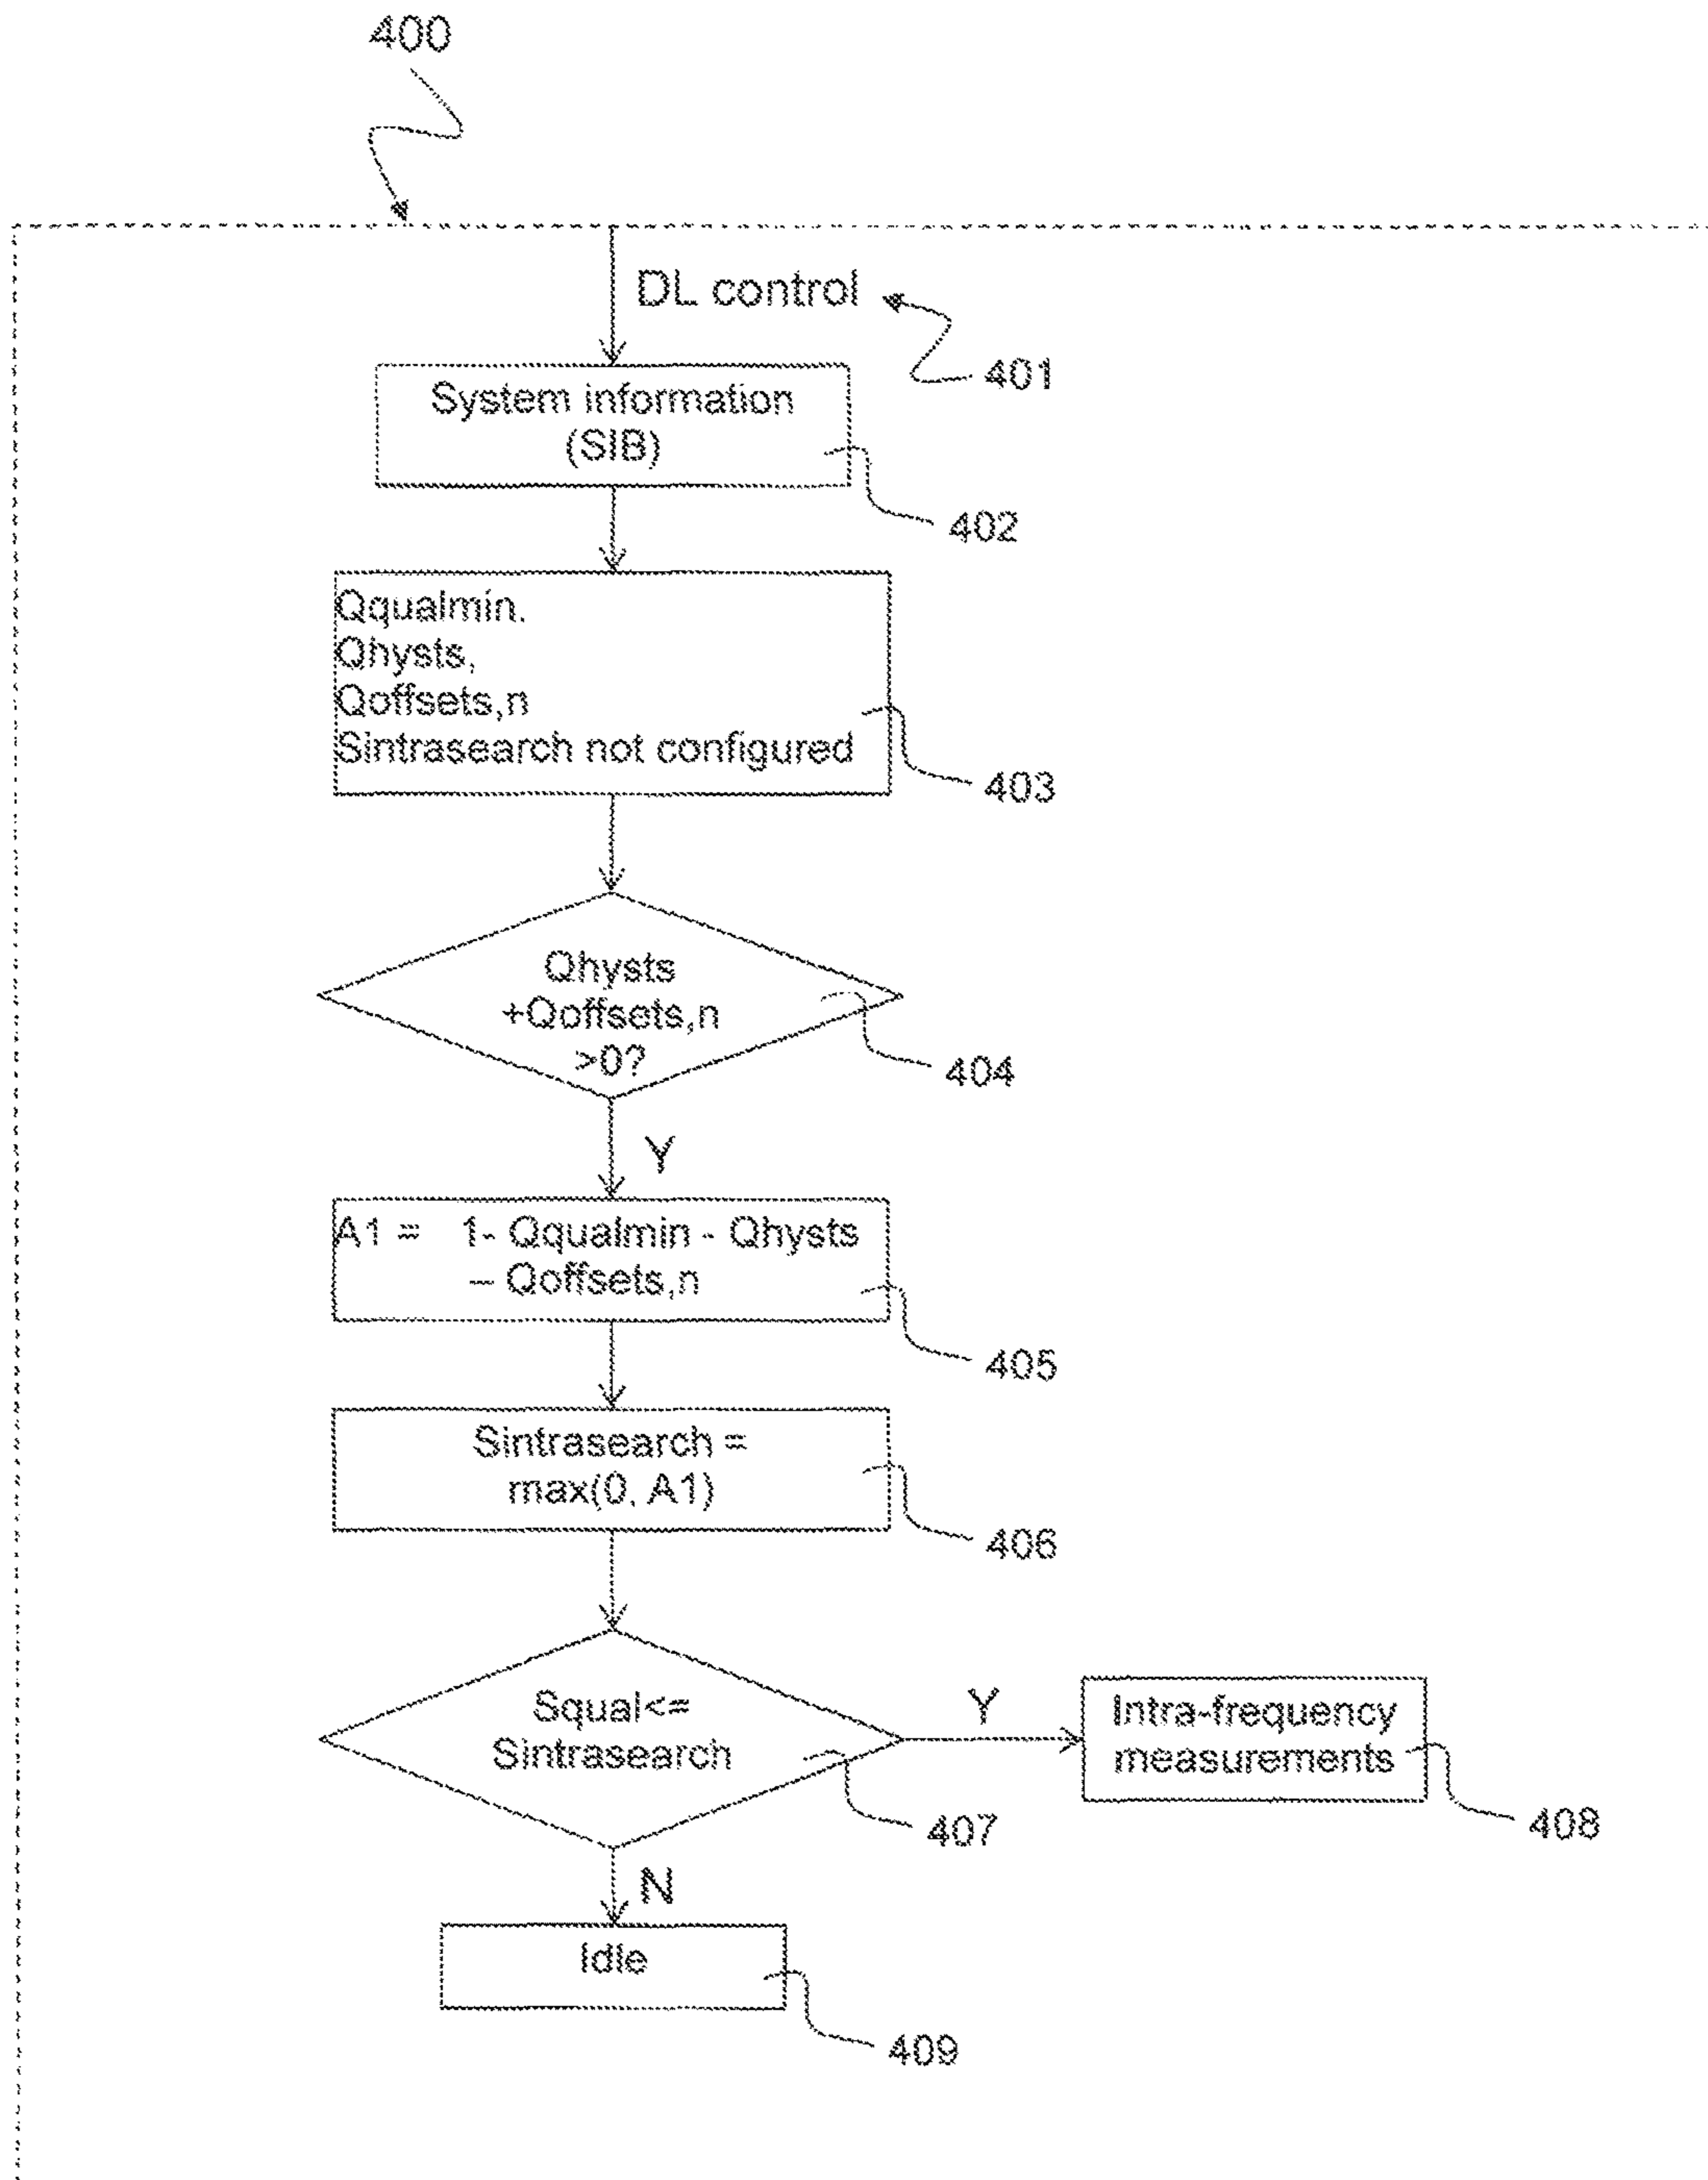 400
DL control
401
System information
(SIB)
402
Qqualmin.
Qhysts,
Qoffsets,n
Sintrasearch not configured
403
Qhysts
+Qoffsets,n
>0?
404
Y
A1 = 1- Qqualmin - Qhysts
– Qoffsets,n
405
Sintrasearch =
max(0, A1)
406
Squal<=
Sintrasearch
407
Y
Intra-frequency
measurements
408
N
Idle
409